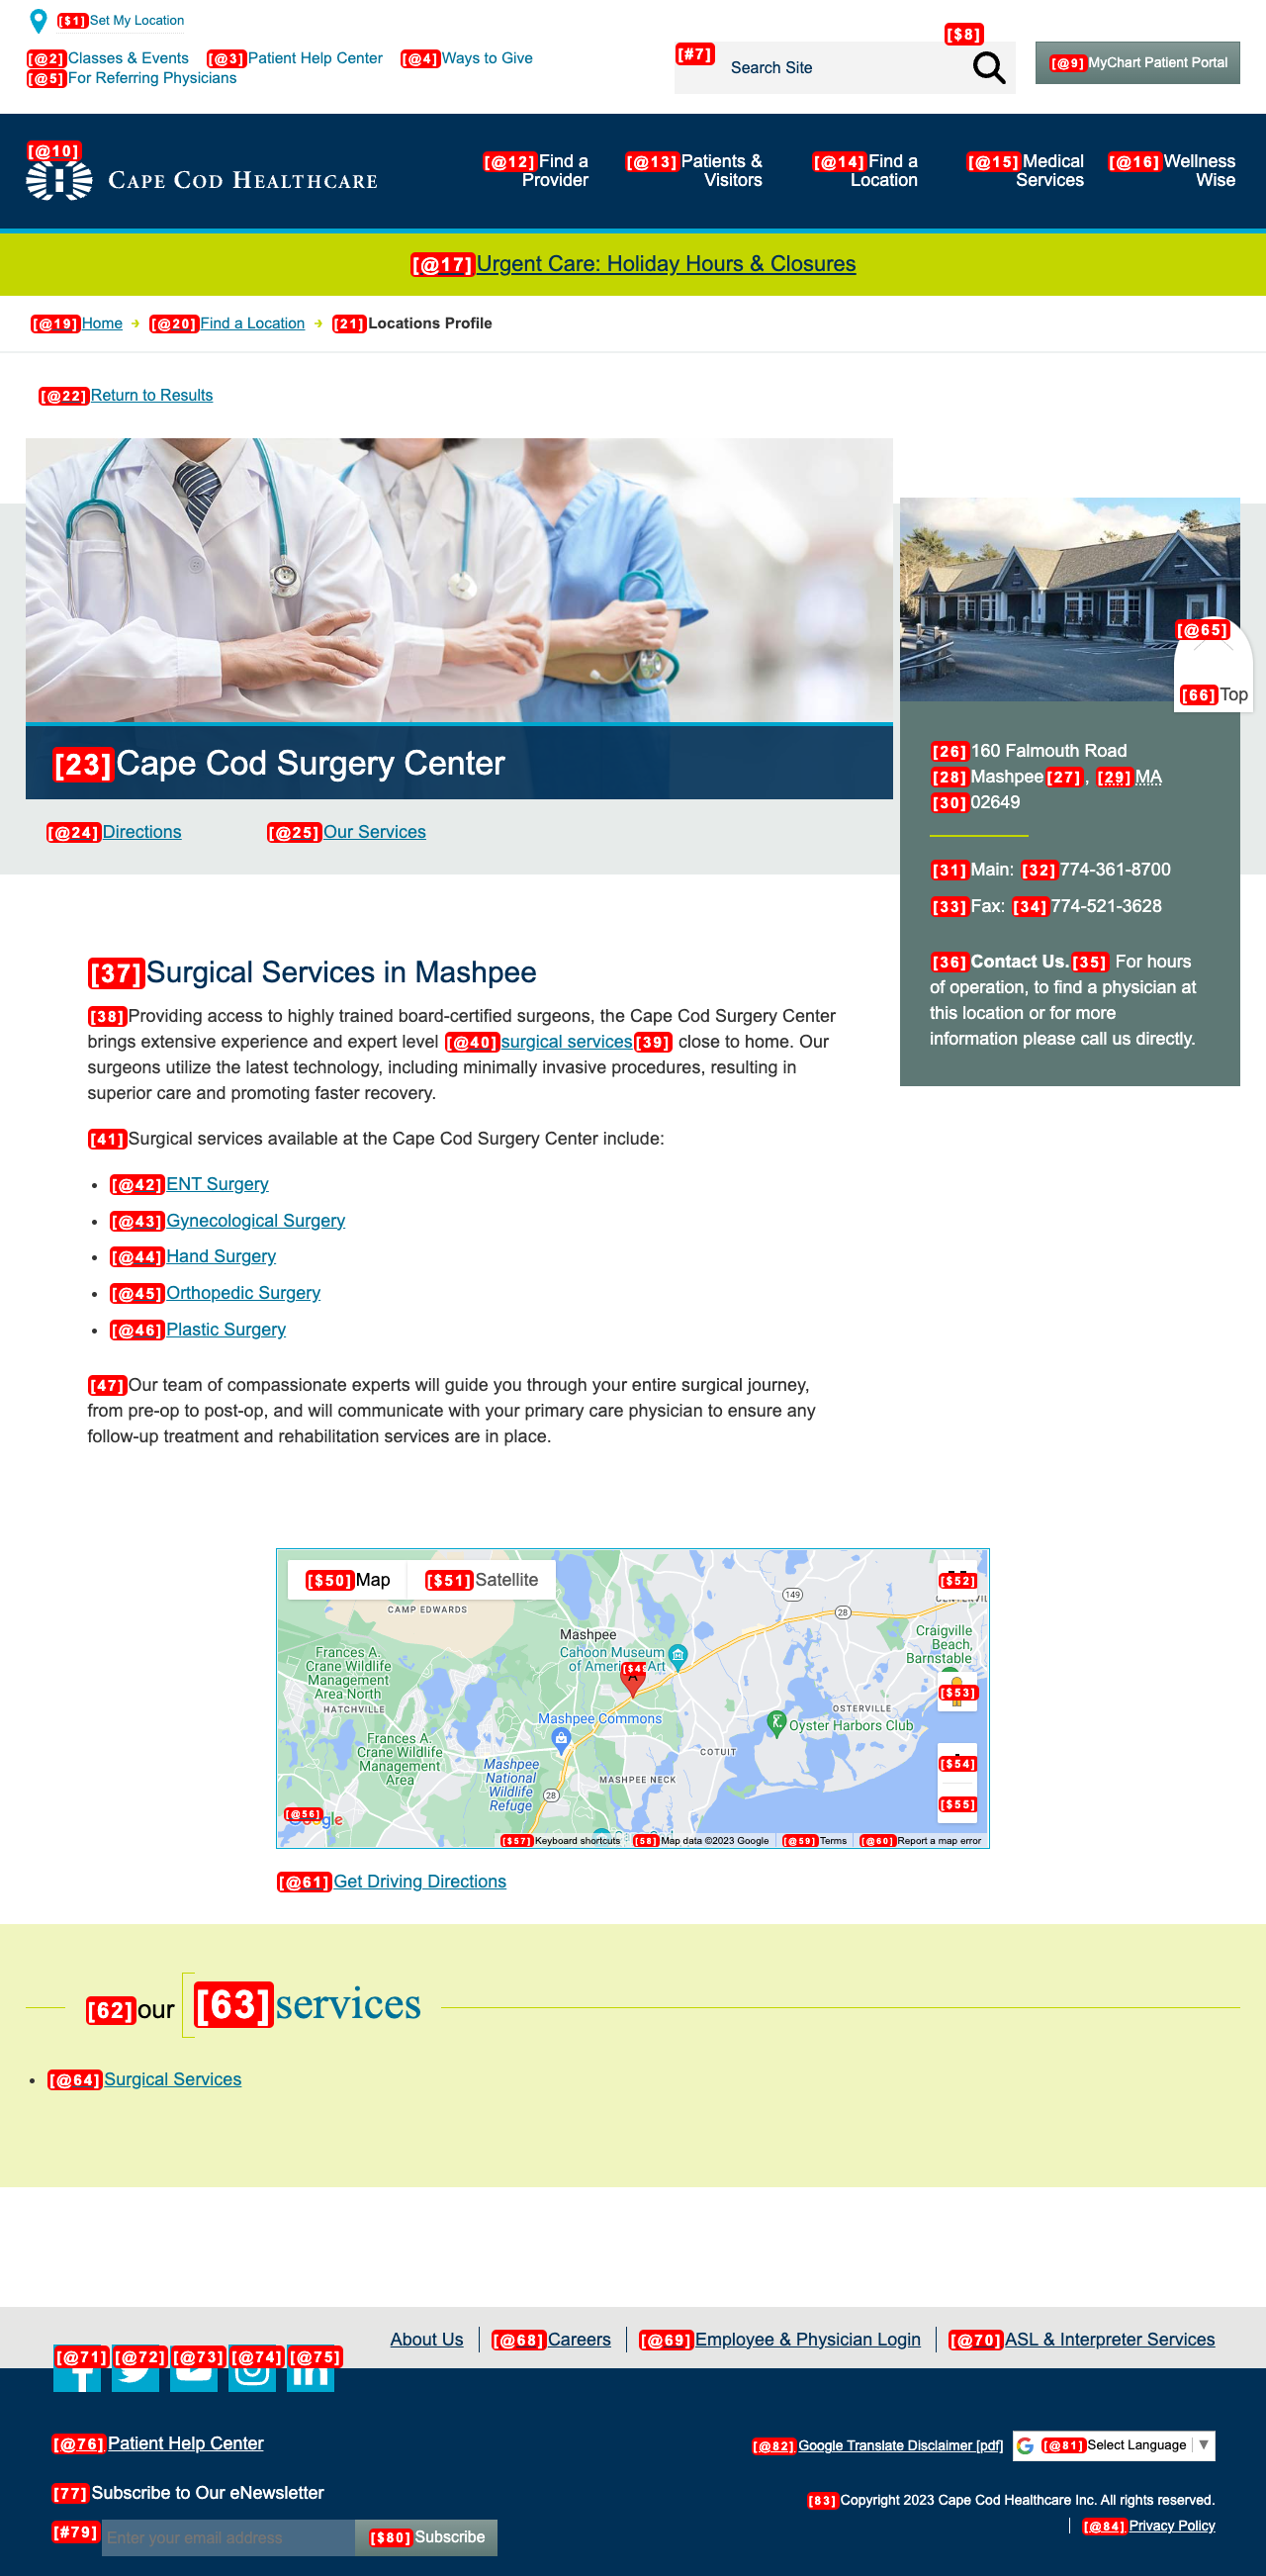 [$1]Set My Location
[@2]Classes & Events [@3]Patient Help Center [@4]Ways to Give
[@5]For Referring Physicians
[#7] Search Site [$8]
[@9]MyChart Patient Portal
[@10]
CAPE COD HEALTHCARE
[@12]Find a Provider
[@13]Patients & Visitors
[@14]Find a Location
[@15]Medical Services
[@16]Wellness Wise
[@17]Urgent Care: Holiday Hours & Closures
[@19]Home [@20]Find a Location [21]Locations Profile
[@22]Return to Results
[@65]
[66]Top
[23]Cape Cod Surgery Center
[@24]Directions [@25]Our Services
[26]160 Falmouth Road
[28]Mashpee[27], [29]MA
[30]02649
[31]Main: [32]774-361-8700
[33]Fax: [34]774-521-3628
[36]Contact Us.[35] For hours
of operation, to find a physician at
this location or for more
information please call us directly.
[37]Surgical Services in Mashpee
[38]Providing access to highly trained board-certified surgeons, the Cape Cod Surgery Center
brings extensive experience and expert level [@40]surgical services[39] close to home. Our
surgeons utilize the latest technology, including minimally invasive procedures, resulting in
superior care and promoting faster recovery.
[41]Surgical services available at the Cape Cod Surgery Center include:
[@42]ENT Surgery
[@43]Gynecological Surgery
[@44]Hand Surgery
[@45]Orthopedic Surgery
[@46]Plastic Surgery
[47]Our team of compassionate experts will guide you through your entire surgical journey,
from pre-op to post-op, and will communicate with your primary care physician to ensure any
follow-up treatment and rehabilitation services are in place.
[$50]Map [$51]Satellite [$52]
CAMP EDWARDS
149
28
Mashpee
Cahoon Museum
of American Art
Craigville
Beach,
Barnstable
Frances A.
Crane Wildlife
Management
Area North
HATCHVILLE
[$53]
OSTERVILLE
Mashpee Commons
Oyster Harbors Club
Frances A.
Crane Wildlife
Management
Area
COTUIT
Mashpee
National
Wildlife
Refuge
MASHPEE NECK
28
[$54]
[$55]
[@56]
Google
[$57]Keyboard shortcuts [58]Map data ©2023 Google [@59]Terms [@60]Report a map error
[@61]Get Driving Directions
[62]our [63]services
[@64]Surgical Services
About Us [@68]Careers [@69]Employee & Physician Login [@70]ASL & Interpreter Services
[@71] [@72] [@73] [@74] [@75]
[@76]Patient Help Center
[@82]Google Translate Disclaimer [pdf] [@81]Select Language ▼
[77]Subscribe to Our eNewsletter
[83]Copyright 2023 Cape Cod Healthcare Inc. All rights reserved.
[#79] Enter your email address [$80]Subscribe
[@84]Privacy Policy